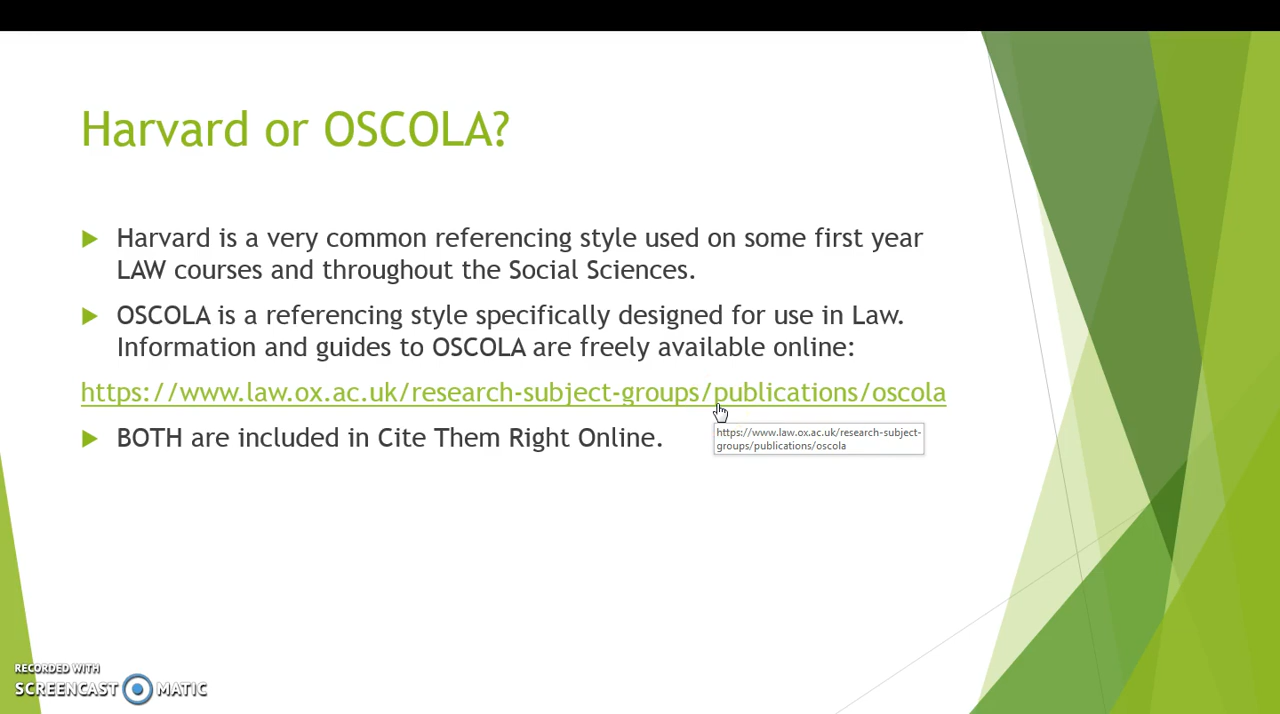 Harvard or OSCOLA?
Harvard is a very common referencing style used on some first year
LAW courses and throughout the Social Sciences.
OSCOLA is a referencing style specifically designed for use in Law.
Information and guides to OSCOLA are freely available online:
https://www.law.ox.ac.uk/research-subject-groups/publications/oscola
BOTH are included in Cite Them Right Online.
https://www.law.ox.ac.uk/research-subject-
groups/publications/oscola
RECORDED WITH
SCREENCAST MATIC